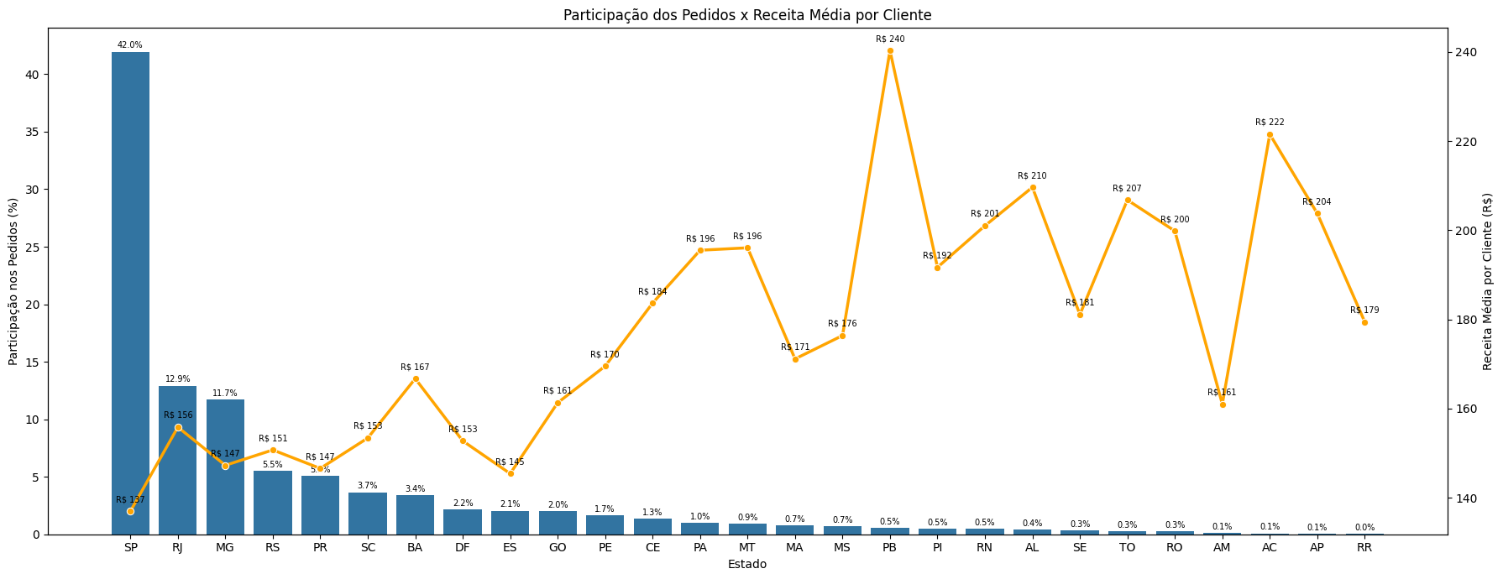 Participação dos Pedidos x Receita Média por Cliente
Participação nos Pedidos (%)
40
35
30
25
20
15
10
5
0
42.0%
12.9%
11.7%
5.5%
3.7%
3.4%
2.2%
2.1%
2.0%
1.7%
1.3%
1.0%
0.9%
0.7%
0.7%
0.5%
0.5%
0.5%
0.4%
0.3%
0.3%
0.3%
0.1%
0.1%
0.1%
0.0%
R$ 137
R$ 156
R$ 147
R$ 151
R$ 147
R$ 153
R$ 167
R$ 153
R$ 145
R$ 161
R$ 170
R$ 184
R$ 196
R$ 196
R$ 171
R$ 176
R$ 240
R$ 192
R$ 201
R$ 210
R$ 181
R$ 207
R$ 200
R$ 161
R$ 222
R$ 204
R$ 179
240
220
200
180
160
140
Receita Média por Cliente (R$)
SP RJ MG RS PR SC BA DF ES GO PE CE PA MT MA MS PB PI RN AL SE TO RO AM AC AP RR
Estado